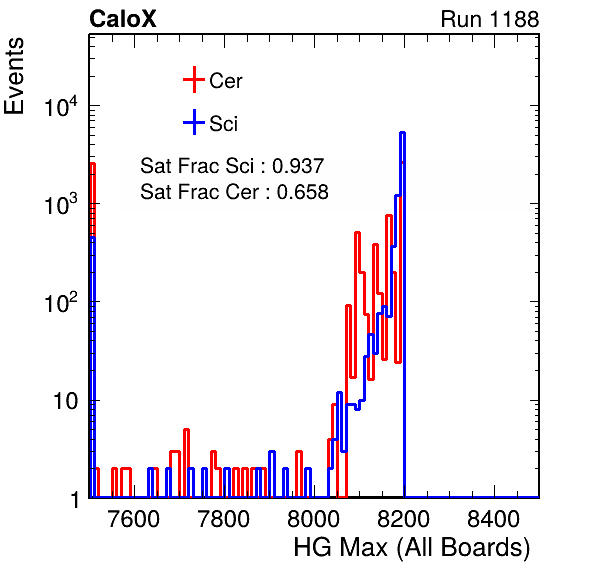 CaloX Run 1188
Events
Cer
Sci
Sat Frac Sci : 0.937
Sat Frac Cer : 0.658
10⁴
10³
10²
10
1
7600 7800 8000 8200 8400
HG Max (All Boards)